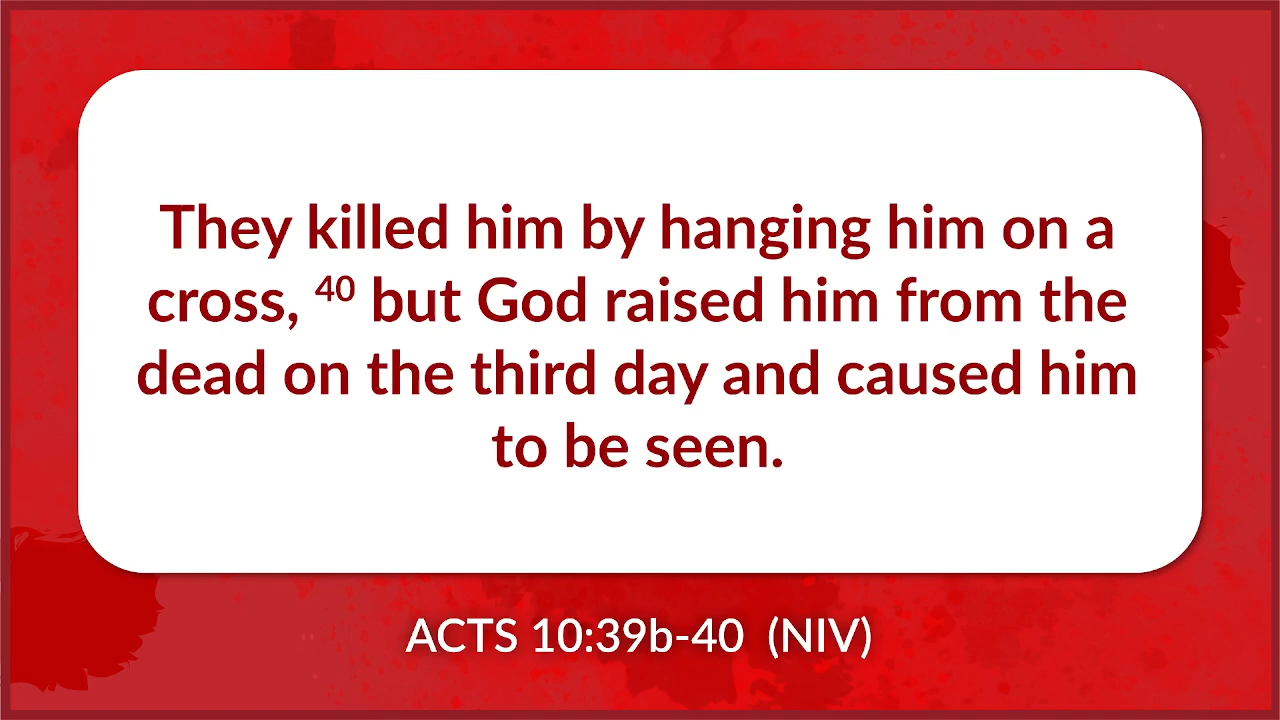 They killed him by hanging him on a
cross, 40 but God raised him from the
dead on the third day and caused him
to be seen.
ACTS 10:39b-40 (NIV)